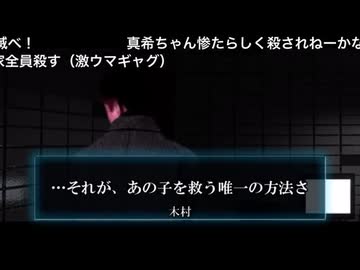 滅べ！
真希ちゃん惨たらしく殺されねーかな
家全員殺す（激ウマギャグ）
…それが、あの子を救う唯一の方法さ
木村